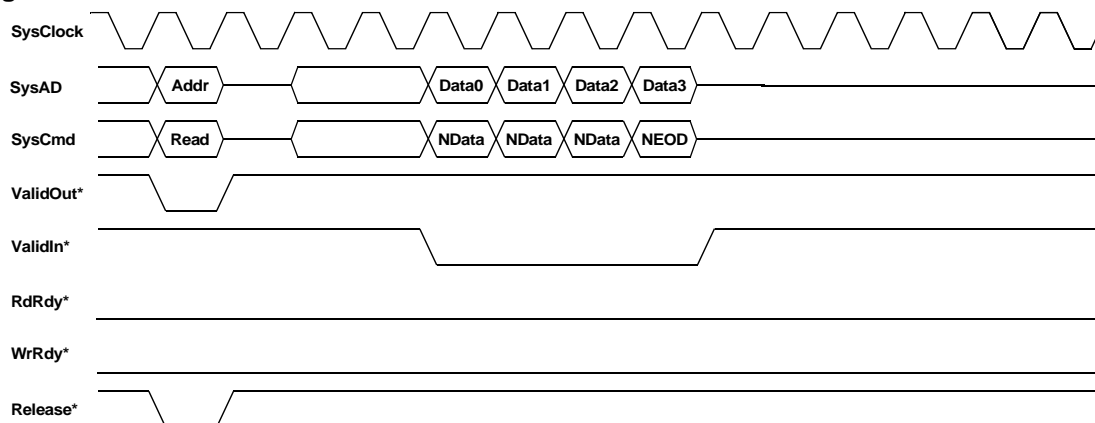 SysClock
SysAD Addr Data0 Data1 Data2 Data3
SysCmd Read NData NData NData NEOD
ValidOut*
ValidIn*
RdRdy*
WrRdy*
Release*